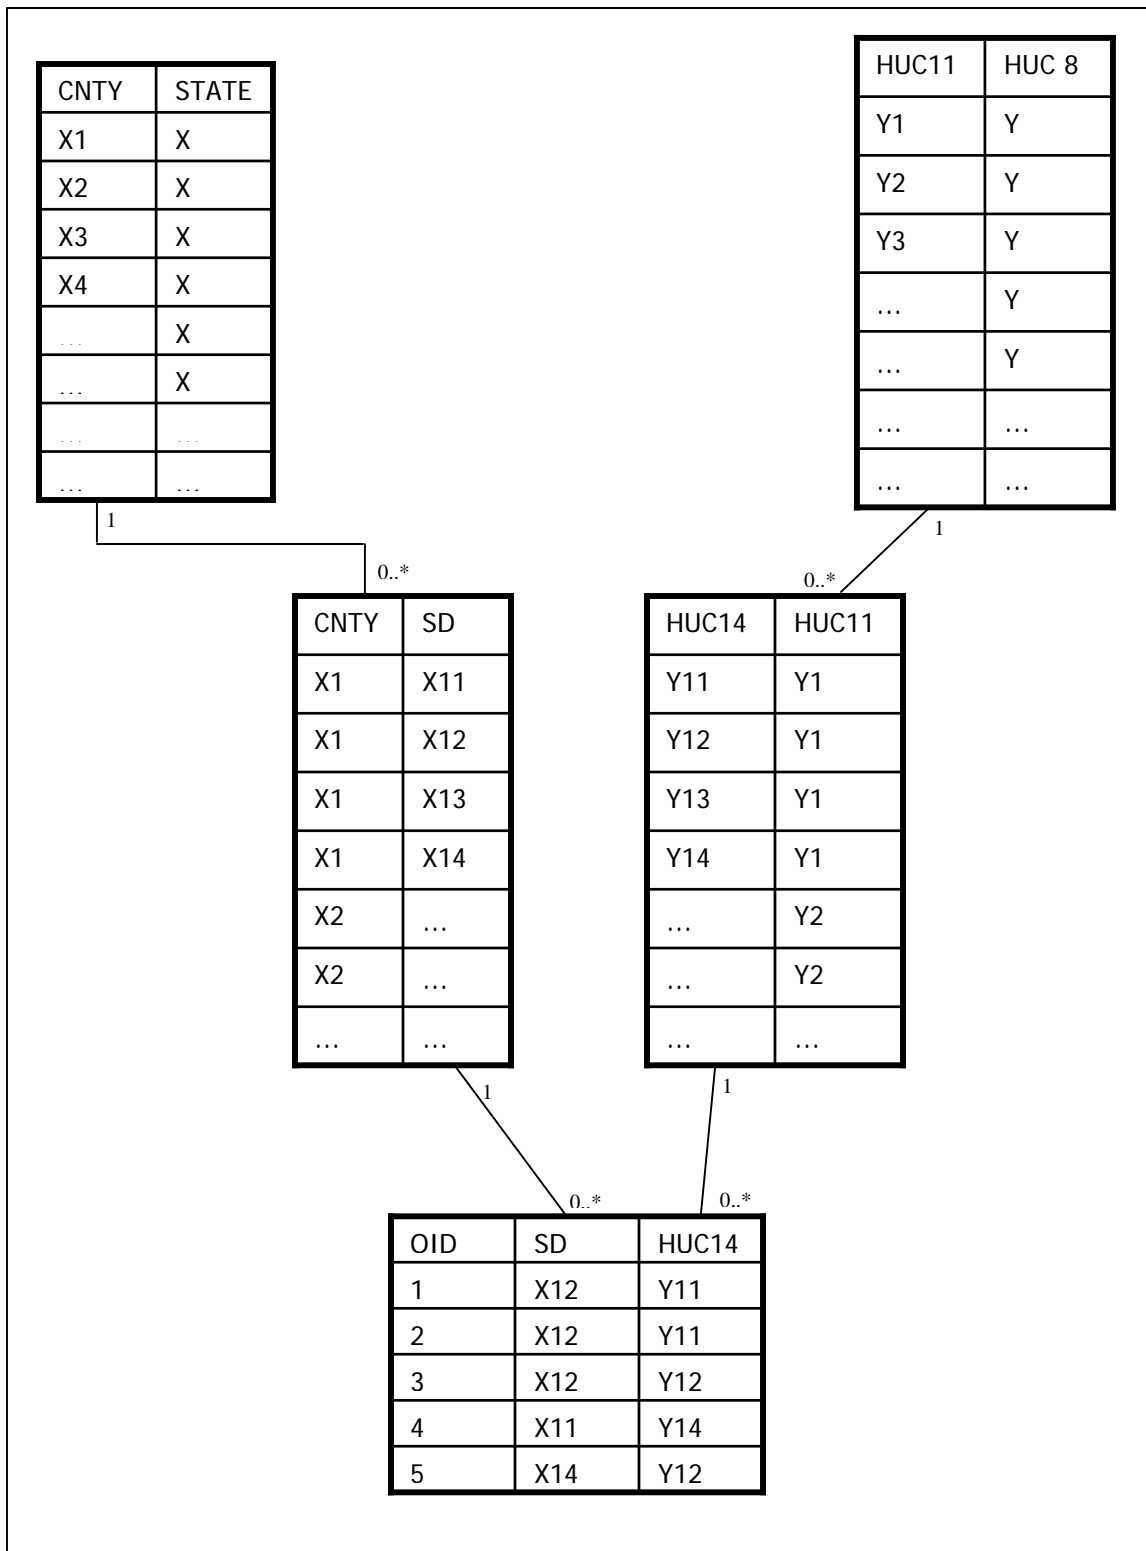 CNTY STATE
X1 X
X2 X
X3 X
X4 X
... X
... X
... ...
... ...
HUC11 HUC 8
Y1 Y
Y2 Y
Y3 Y
... Y
... Y
... ...
... ...
1
0..*
1
0..*
CNTY SD
X1 X11
X1 X12
X1 X13
X1 X14
X2 ...
X2 ...
... ...
HUC14 HUC11
Y11 Y1
Y12 Y1
Y13 Y1
Y14 Y1
... Y2
... Y2
... ...
1
0..*
1
0..*
OID SD HUC14
1 X12 Y11
2 X12 Y11
3 X12 Y12
4 X11 Y14
5 X14 Y12